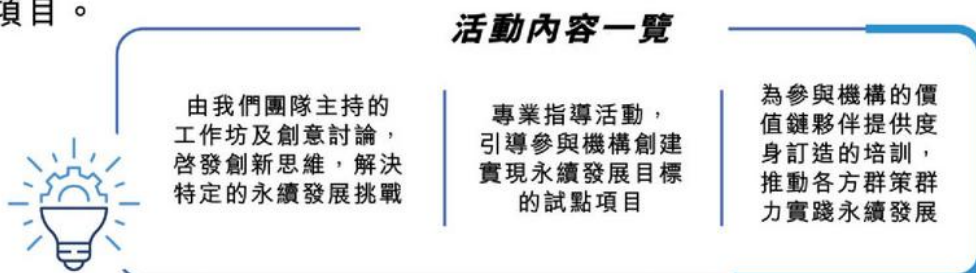 項目。
活動內容一覽
由我們團隊主持的
工作坊及創意討論，
啓發創新思維，解決
特定的永續發展挑戰
專業指導活動，
引導參與機構創建
實現永續發展目標
的試點項目
為參與機構的價
值鏈夥伴提供度
身訂造的培訓，
推動各方群策群
力實踐永續發展